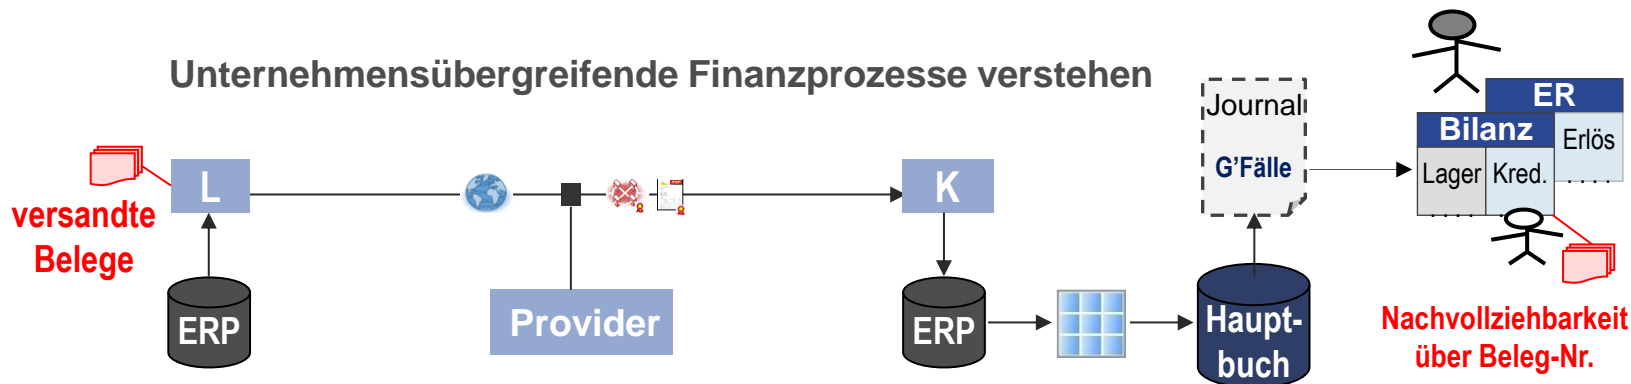 Unternehmensübergreifende Finanzprozesse verstehen
versandte
Belege
L
ERP
Provider
K
ERP
Haupt-
buch
Journal
G'Fälle
ER
Bilanz
Erlös
Lager
Kred.
. . . .
. . . .
. . . .
Nachvollziehbarkeit
über Beleg-Nr.